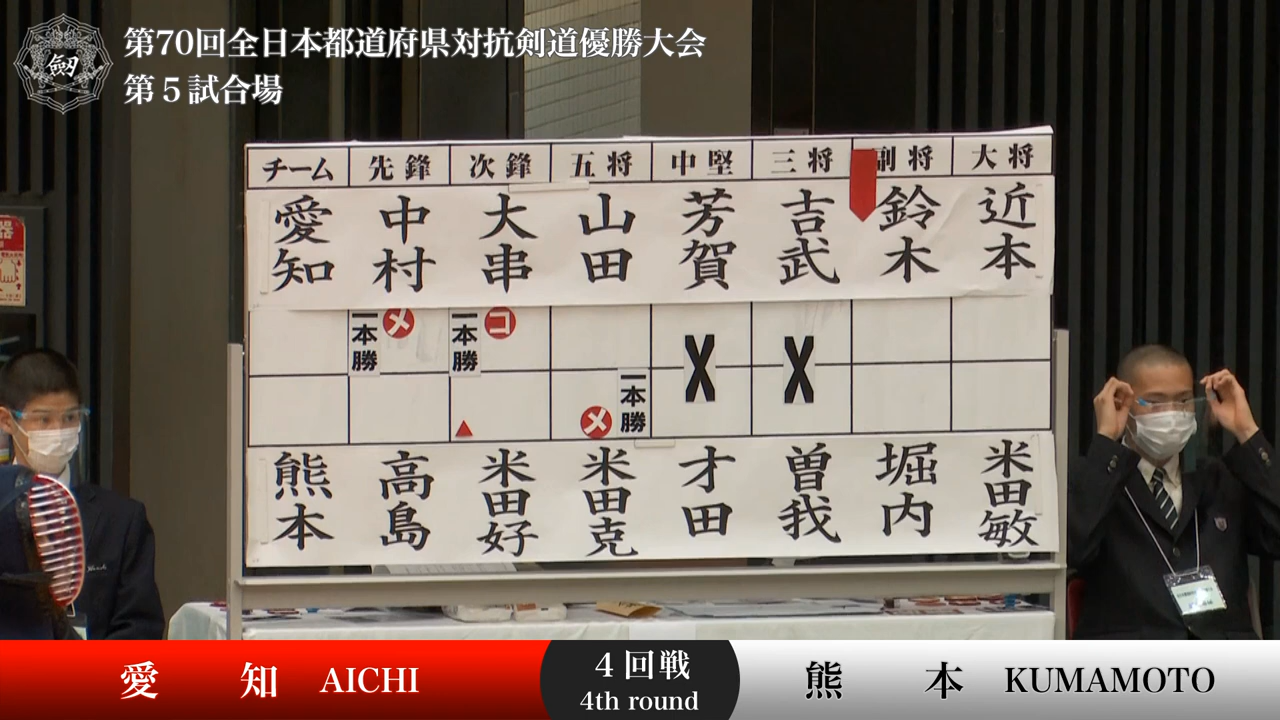 剣
第70回全日本都道府県対抗剣道優勝大会
第5試合場
チーム 先鋒 次鋒 五将 中堅 三将 副将 大将
愛知 中村 大串 山田 芳賀 吉武 鈴木 近本
一本勝 メ 一本勝 コ X X
▲ メ 一本勝
熊本 高島 米田好 米田克 才田 曽我 堀内 米田敏
器
愛 知 AICHI
4回戦
4th round
熊 本 KUMAMOTO